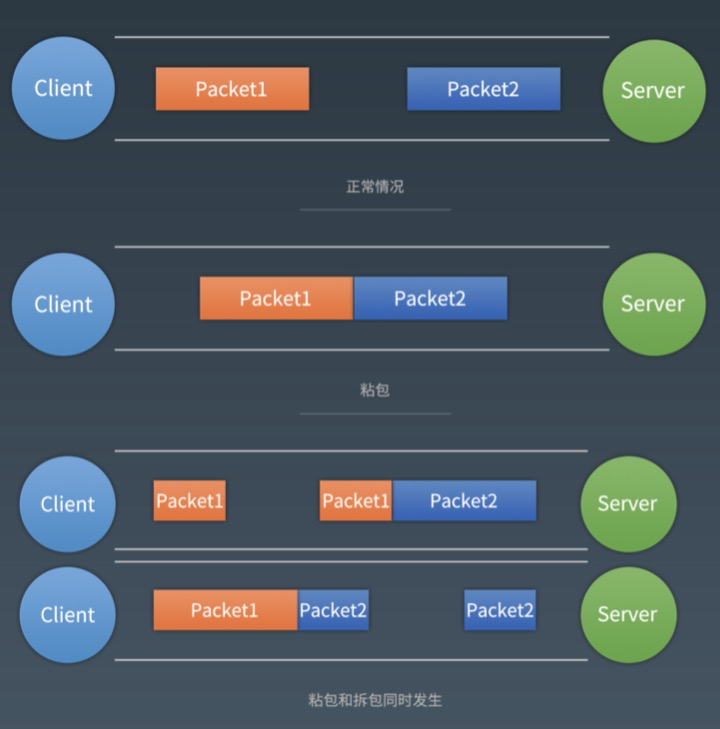 Client Packet1 Packet2 Server
正常情况
Client Packet1 Packet2 Server
粘包
Client Packet1 Packet1 Packet2 Server
Client Packet1 Packet2 Packet2 Server
粘包和拆包同时发生